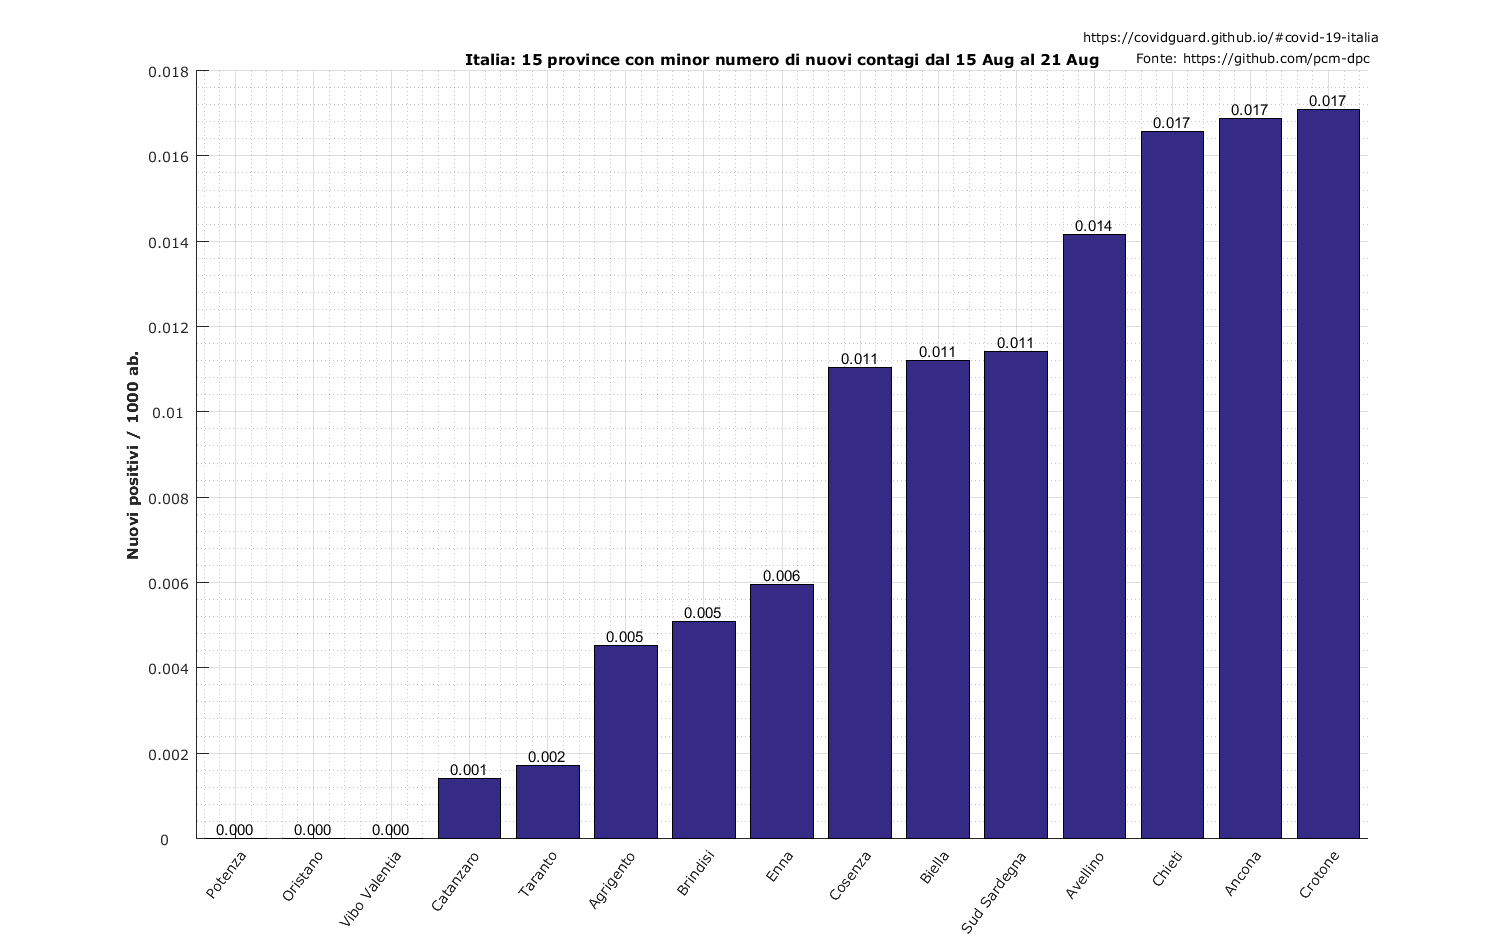 https://covidguard.github.io/#covid-19-italia
Italia: 15 province con minor numero di nuovi contagi dal 15 Aug al 21 Aug
Fonte: https://github.com/pcm-dpc
Nuovi positivi / 1000 ab.
0.018
0.016
0.014
0.012
0.01
0.008
0.006
0.004
0.002
0
0.000
0.000
0.000
0.001
0.002
0.005
0.005
0.006
0.011
0.011
0.011
0.014
0.017
0.017
0.017
Potenza
Oristano
Vibo Valentia
Catanzaro
Taranto
Agrigento
Brindisi
Enna
Cosenza
Biella
Sud Sardegna
Avellino
Chieti
Ancona
Crotone